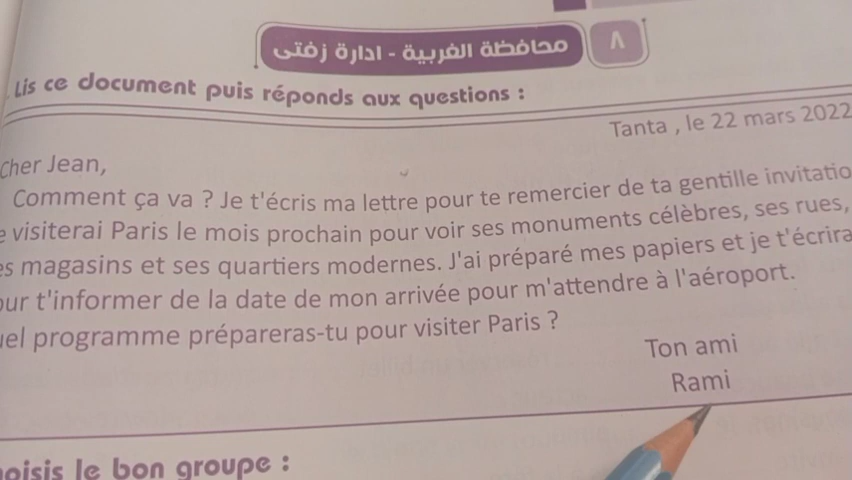 ٨
محافظة الغربية - ادارة زفتى
Lis ce document puis réponds aux questions :
Tanta , le 22 mars 2022
Cher Jean,
Comment ça va ? Je t'écris ma lettre pour te remercier de ta gentille invitatio
e visiterai Paris le mois prochain pour voir ses monuments célèbres, ses rues,
es magasins et ses quartiers modernes. J'ai préparé mes papiers et je t'écrira
our t'informer de la date de mon arrivée pour m'attendre à l'aéroport.
uel programme prépareras-tu pour visiter Paris ?
Ton ami
Rami
hoisis le bon groupe :